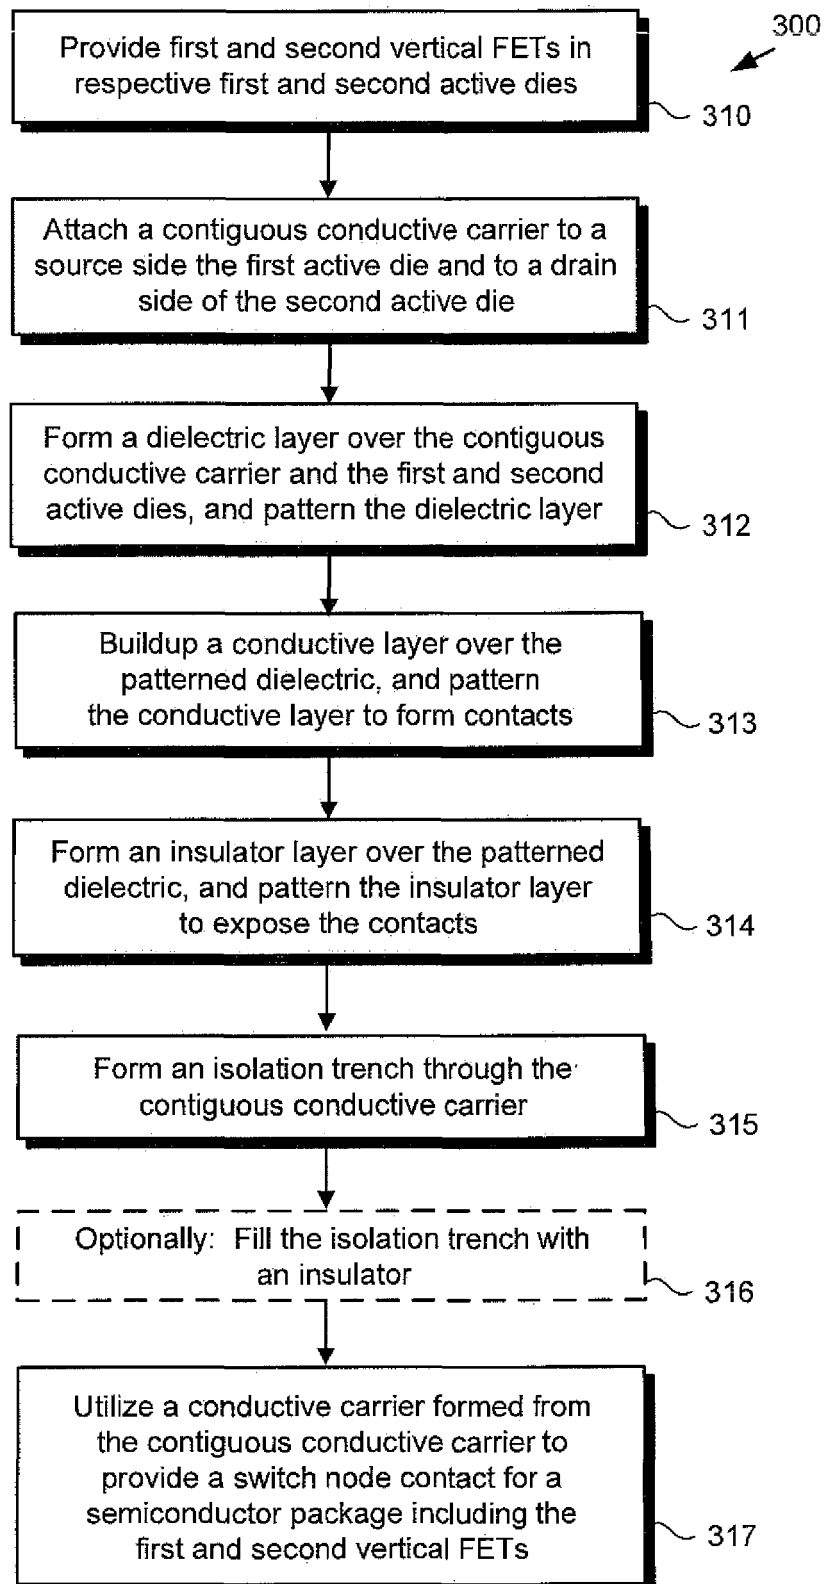 300
Provide first and second vertical FETs in
respective first and second active dies
310
Attach a contiguous conductive carrier to a
source side the first active die and to a drain
side of the second active die
311
Form a dielectric layer over the contiguous
conductive carrier and the first and second
active dies, and pattern the dielectric layer
312
Buildup a conductive layer over the
patterned dielectric, and pattern
the conductive layer to form contacts
313
Form an insulator layer over the patterned
dielectric, and pattern the insulator layer
to expose the contacts
314
Form an isolation trench through the
contiguous conductive carrier
315
Optionally: Fill the isolation trench with
an insulator
316
Utilize a conductive carrier formed from
the contiguous conductive carrier to
provide a switch node contact for a
semiconductor package including the
first and second vertical FETs
317